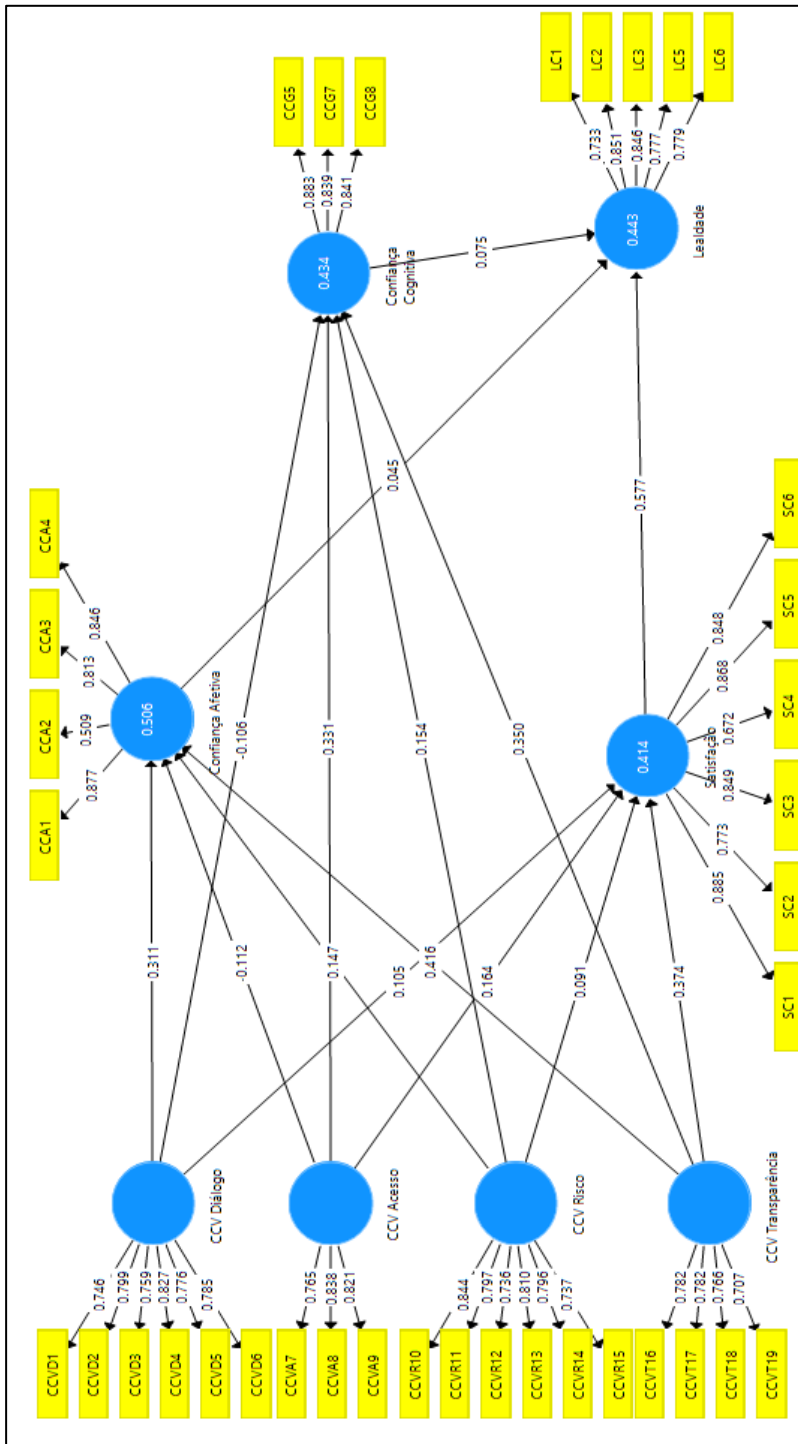 CCG5
CCG7
CCG8
0.883
0.839
0.841
0.434
Confiança
Cognitiva
LC1
LC2
LC3
LC5
LC6
0.733
0.851
0.846
0.777
0.779
0.443
Lealdade
0.075
0.045
0.577
CCA1
CCA2
CCA3
CCA4
0.877
0.509
0.813
0.846
0.506
Confiança Afetiva
-0.106
0.331
0.154
0.350
0.414
Satisfação
0.885
0.773
0.849
0.672
0.868
0.848
SC1
SC2
SC3
SC4
SC5
SC6
0.311
-0.112
0.147
0.416
0.105
0.164
0.091
0.374
CCV Diálogo
CCV Acesso
CCV Risco
CCV Transparência
0.746
0.799
0.759
0.827
0.776
0.785
CCVD1
CCVD2
CCVD3
CCVD4
CCVD5
CCVD6
0.765
0.838
0.821
CCVA7
CCVA8
CCVA9
0.844
0.797
0.736
0.810
0.796
0.737
CCVR10
CCVR11
CCVR12
CCVR13
CCVR14
CCVR15
0.782
0.782
0.766
0.707
CCVT16
CCVT17
CCVT18
CCVT19